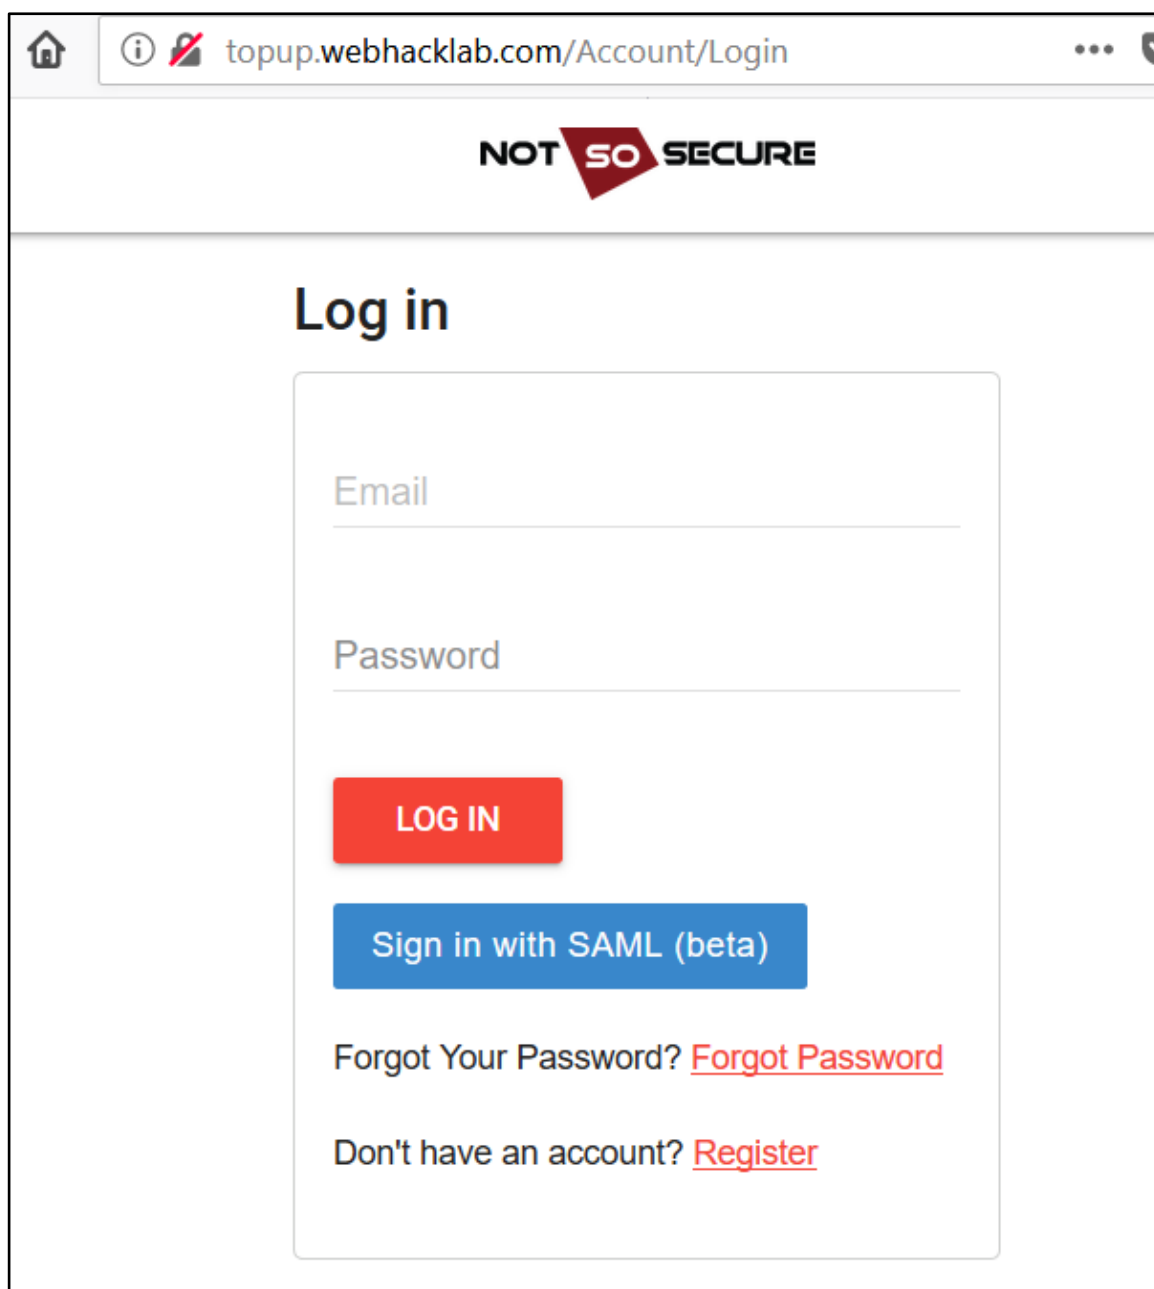 topup.webhacklab.com/Account/Login
NOT SO SECURE
Log in
Email
Password
LOG IN
Sign in with SAML (beta)
Forgot Your Password? Forgot Password
Don't have an account? Register